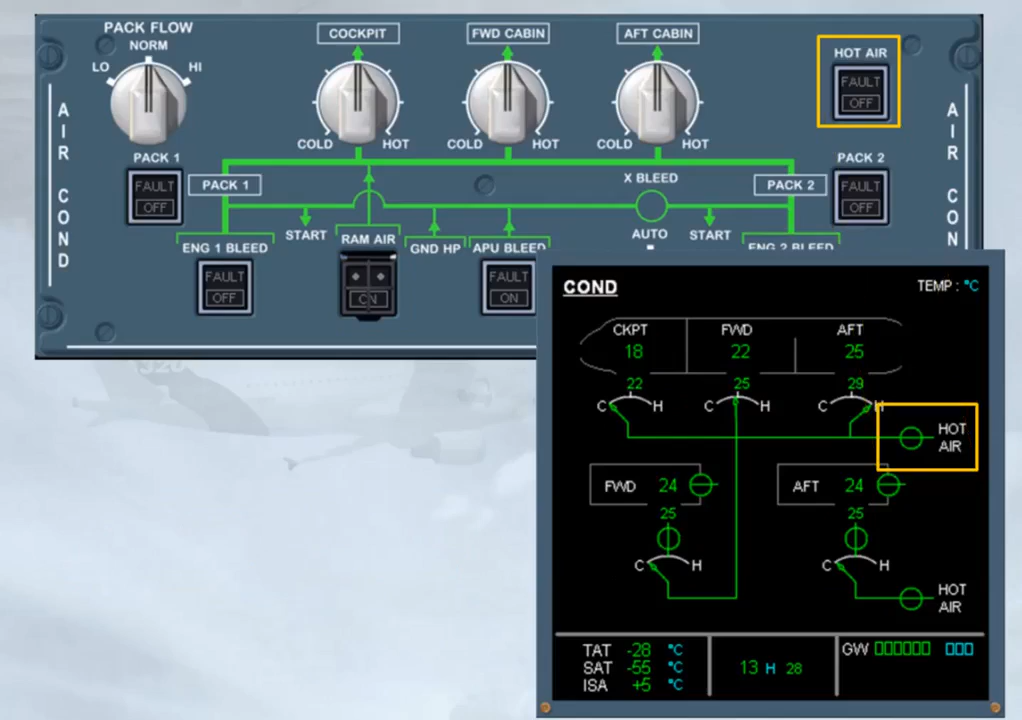 PACK FLOW
LO NORM HI
COCKPIT
COLD HOT
FWD CABIN
COLD HOT
AFT CABIN
COLD HOT
HOT AIR
FAULT
OFF
AIR COND
AIR COND
PACK 1
FAULT
OFF
PACK 1
X BLEED
AUTO
PACK 2
PACK 2
FAULT
OFF
START
RAM AIR
ON
GND HP
APU BLEED
FAULT
ON
START
ENG 1 BLEED
FAULT
OFF
ENG 2 BLEED
320
COND
TEMP : °C
CKPT FWD AFT
18 22 25
22 25 29
C H C H C H
HOT
AIR
FWD 24
AFT 24
25 25
C H C H
HOT
AIR
TAT -28 °C
SAT -55 °C
ISA +5 °C
13 H 28
GW